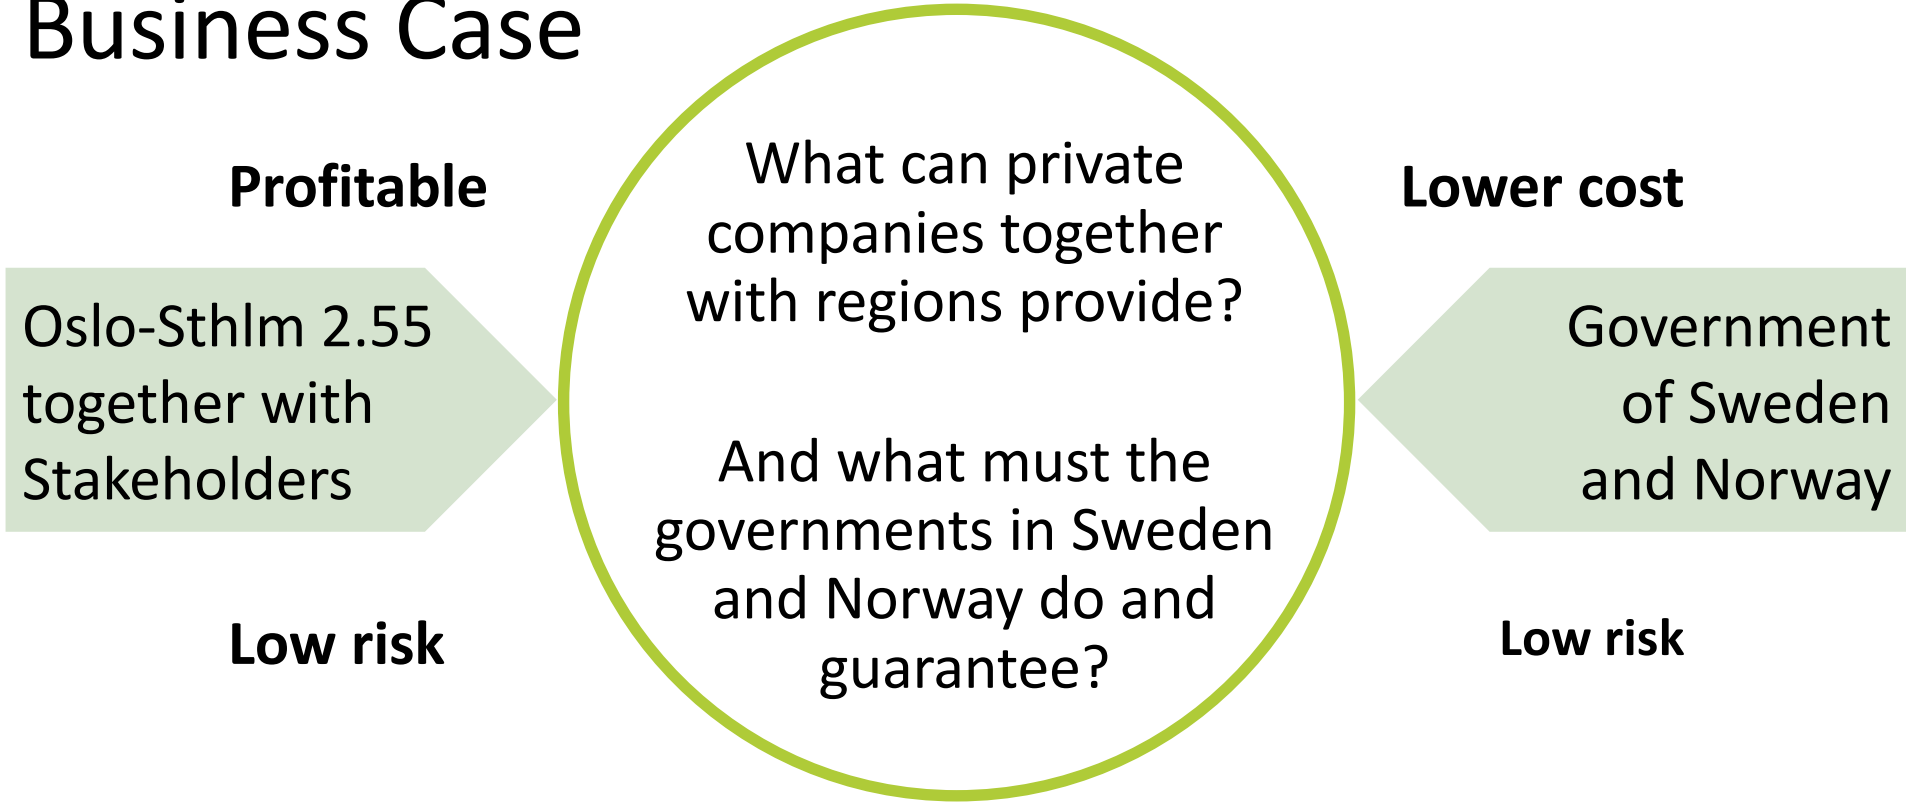 Business Case
Profitable
Oslo-Sthlm 2.55
together with
Stakeholders
Low risk
What can private
companies together
with regions provide?
And what must the
governments in Sweden
and Norway do and
guarantee?
Lower cost
Government
of Sweden
and Norway
Low risk